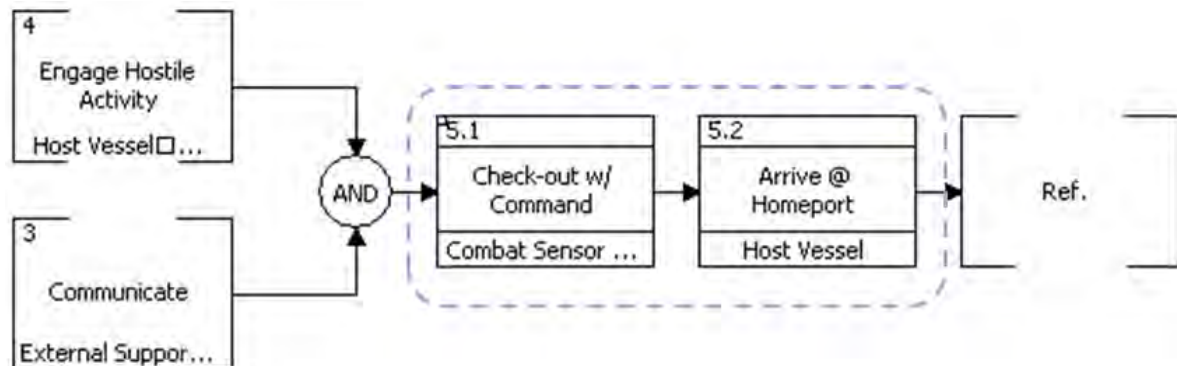 4
Engage Hostile
Activity
Host Vessel□ ...
3
Communicate
External Suppor...
AND
5.1
Check-out w/
Command
Combat Sensor ...
5.2
Arrive @
Homeport
Host Vessel
Ref.